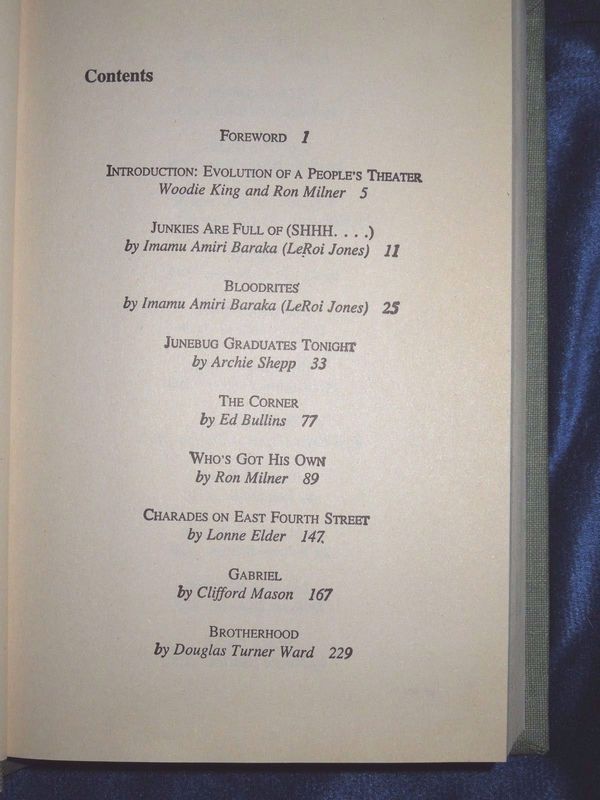 Contents
FOREWORD 1
INTRODUCTION: EVOLUTION OF A PEOPLE'S THEATER
Woodie King and Ron Milner 5
JUNKIES ARE FULL OF (SHHH. . . .)
by Imamu Amiri Baraka (LeRoi Jones) 11
BLOODRITES
by Imamu Amiri Baraka (LeRoi Jones) 25
JUNEBUG GRADUATES TONIGHT
by Archie Shepp 33
THE CORNER
by Ed Bullins 77
WHO'S GOT HIS OWN
by Ron Milner 89
CHARADES ON EAST FOURTH STREET
by Lonne Elder 147
GABRIEL
by Clifford Mason 167
BROTHERHOOD
by Douglas Turner Ward 229